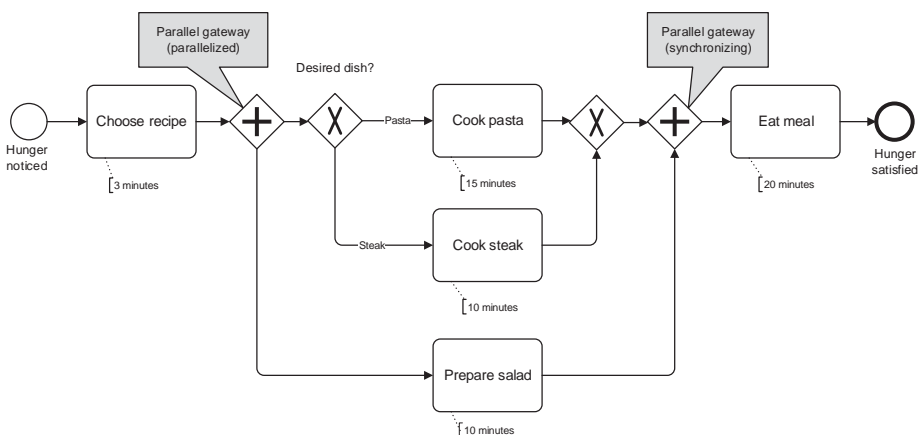 Parallel gateway
(parallelized)
Parallel gateway
(synchronizing)
Desired dish?
Hunger
noticed
Choose recipe
3 minutes
Pasta
Cook pasta
15 minutes
Eat meal
20 minutes
Hunger
satisfied
Steak
Cook steak
10 minutes
Prepare salad
10 minutes